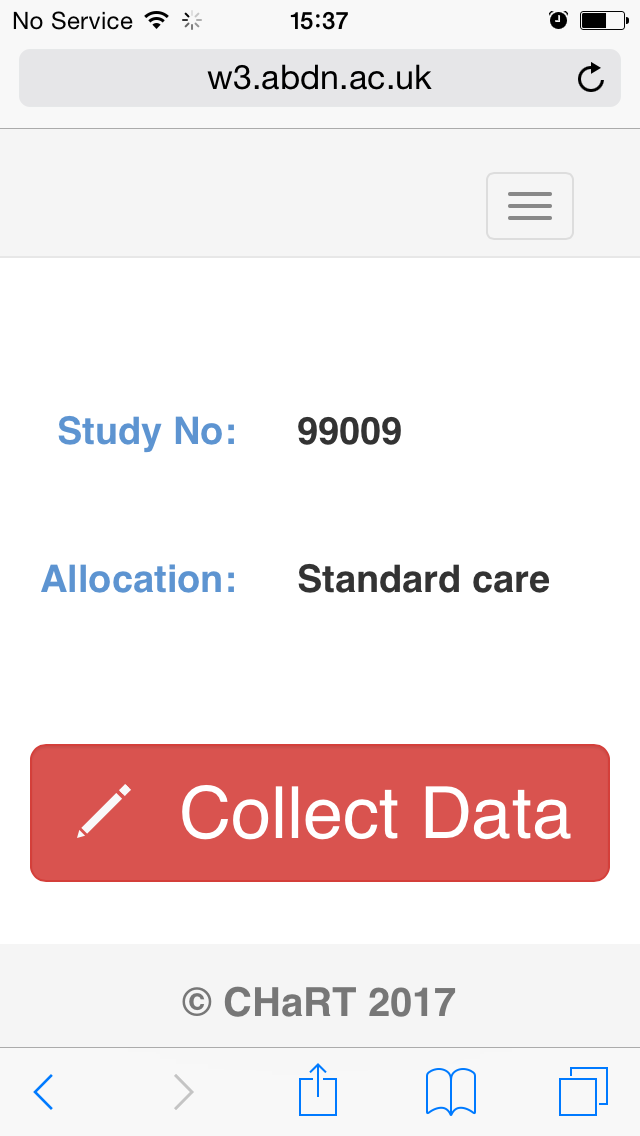 No Service 15:37
w3.abdn.ac.uk
Study No: 99009
Allocation: Standard care
Collect Data
© CHaRT 2017